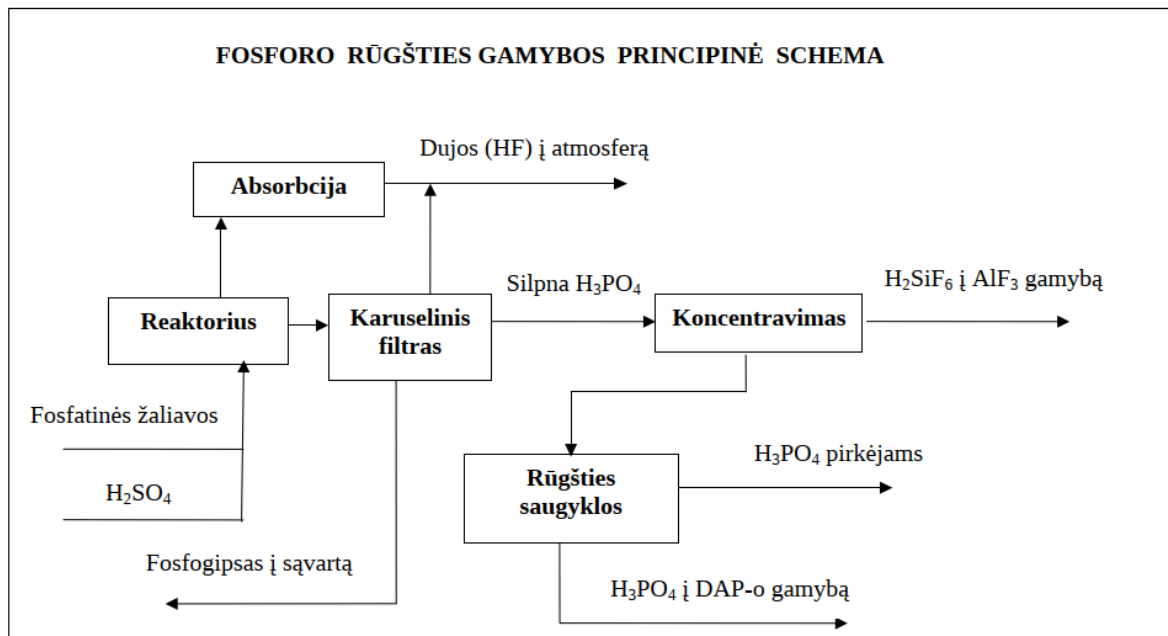 FOSFORO RŪGŠTIES GAMYBOS PRINCIPINĖ SCHEMA
Dujos (HF) į atmosferą
Absorbcija
Silpna H₃PO₄
H₂SiF₆ į AlF₃ gamybą
Reaktorius
Karuselinis
filtras
Koncentravimas
Fosfatinės žaliavos
H₂SO₄
H₃PO₄ pirkėjams
Rūgšties
saugyklos
Fosfogipsas į sąvartą
H₃PO₄ į DAP-o gamybą